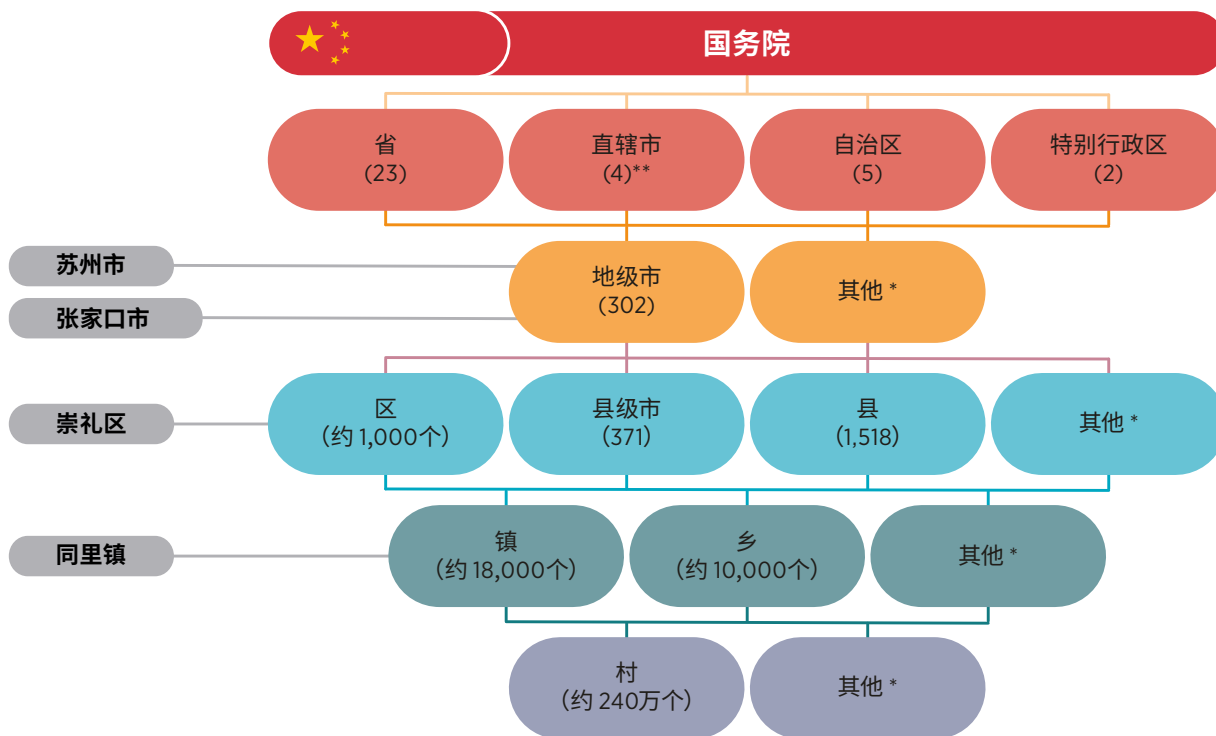 国务院
省
(23)
直辖市
(4)**
自治区
(5)
特别行政区
(2)
苏州市
张家口市
地级市
(302)
其他 *
崇礼区
区
(约 1,000个)
县级市
(371)
县
(1,518)
其他 *
同里镇
镇
(约 18,000个)
乡
(约 10,000个)
其他 *
村
(约 240万个)
其他 *